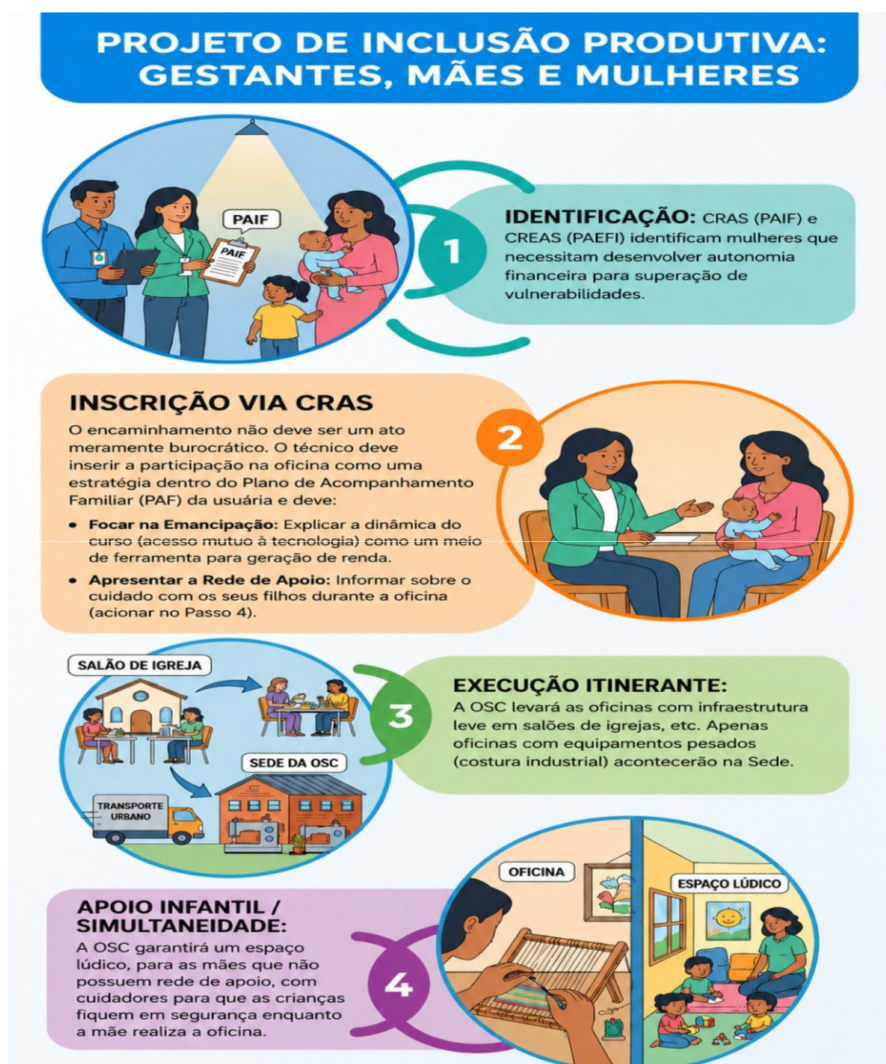 PROJETO DE INCLUSÃO PRODUTIVA:
GESTANTES, MÃES E MULHERES
PAIF
PAIF
1
IDENTIFICAÇÃO: CRAS (PAIF) e
CREAS (PAEFI) identificam mulheres que
necessitam desenvolver autonomia
financeira para superação de
vulnerabilidades.
INSCRIÇÃO VIA CRAS
O encaminhamento não deve ser um ato
meramente burocrático. O técnico deve
inserir a participação na oficina como uma
estratégia dentro do Plano de Acompanhamento
Familiar (PAF) da usuária e deve:
• Focar na Emancipação: Explicar a dinâmica do
curso (acesso mutuo à tecnologia) como um meio
de ferramenta para geração de renda.
• Apresentar a Rede de Apoio: Informar sobre o
cuidado com os seus filhos durante a oficina
(acionar no Passo 4).
2
SALÃO DE IGREJA
SEDE DA OSC
TRANSPORTE
URBANO
3
EXECUÇÃO ITINERANTE:
A OSC levará as oficinas com infraestrutura
leve em salões de igrejas, etc. Apenas
oficinas com equipamentos pesados
(costura industrial) acontecerão na Sede.
APOIO INFANTIL /
SIMULTANEIDADE:
A OSC garantirá um espaço
lúdico, para as mães que não
possuem rede de apoio, com
cuidadores para que as crianças
fiquem em segurança enquanto
a mãe realiza a oficina.
4
OFICINA
ESPAÇO LÚDICO